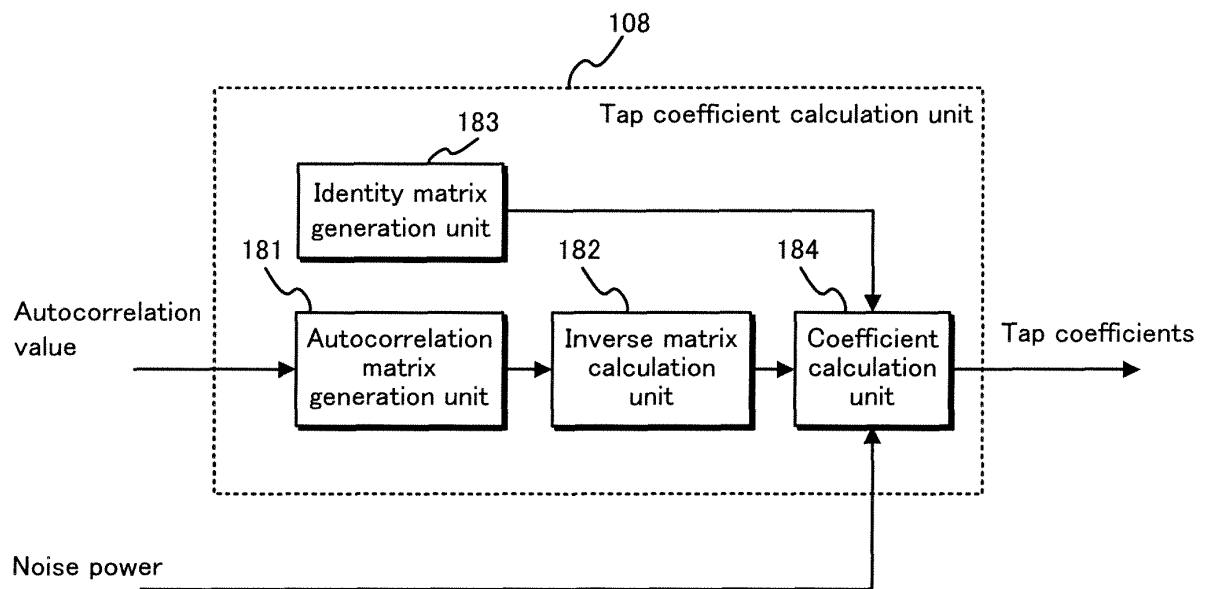 108
Tap coefficient calculation unit
183
Identity matrix
generation unit
181
182
184
Autocorrelation
value
Autocorrelation
matrix
generation unit
Inverse matrix
calculation
unit
Coefficient
calculation
unit
Tap coefficients
Noise power